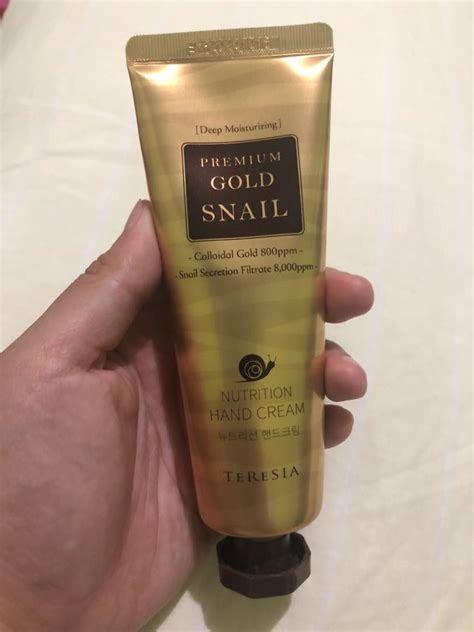 [Deep Moisturizing]
PREMIUM
GOLD
SNAIL
- Colloidal Gold 800ppm -
- Snail Secretion Filtrate 8,000ppm -
NUTRITION
HAND CREAM
뉴트리션 핸드크림
TERESIA